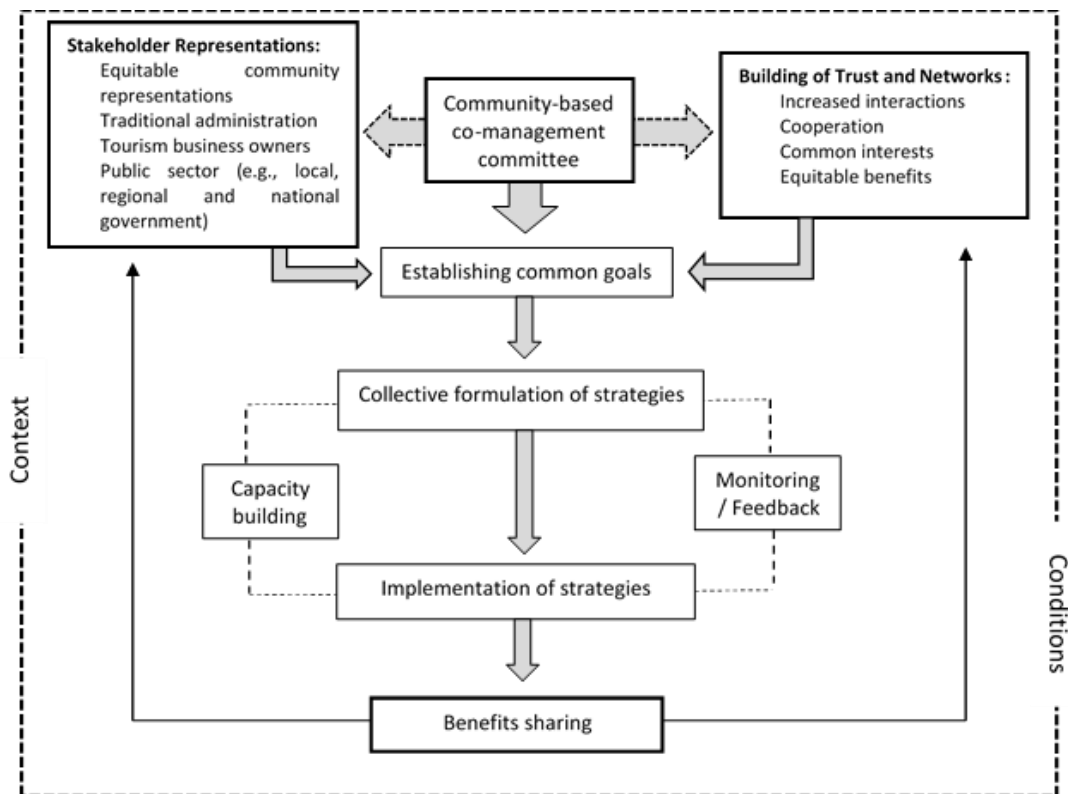 Stakeholder Representations:
Equitable community
representations
Traditional administration
Tourism business owners
Public sector (e.g., local,
regional and national
government)
Community-based
co-management
committee
Building of Trust and Networks :
Increased interactions
Cooperation
Common interests
Equitable benefits
Establishing common goals
Collective formulation of strategies
Context
Capacity
building
Monitoring
/ Feedback
Implementation of strategies
Conditions
Benefits sharing